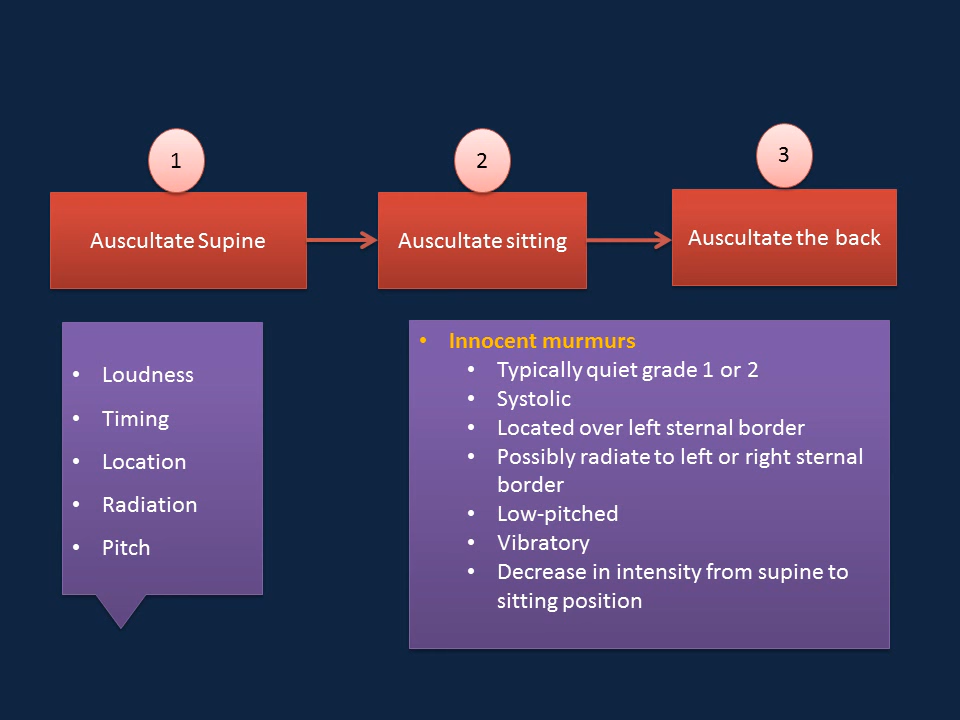 1
2
3
Auscultate Supine
Auscultate sitting
Auscultate the back
• Loudness
• Timing
• Location
• Radiation
• Pitch
• Innocent murmurs
• Typically quiet grade 1 or 2
• Systolic
• Located over left sternal border
• Possibly radiate to left or right sternal
border
• Low-pitched
• Vibratory
• Decrease in intensity from supine to
sitting position